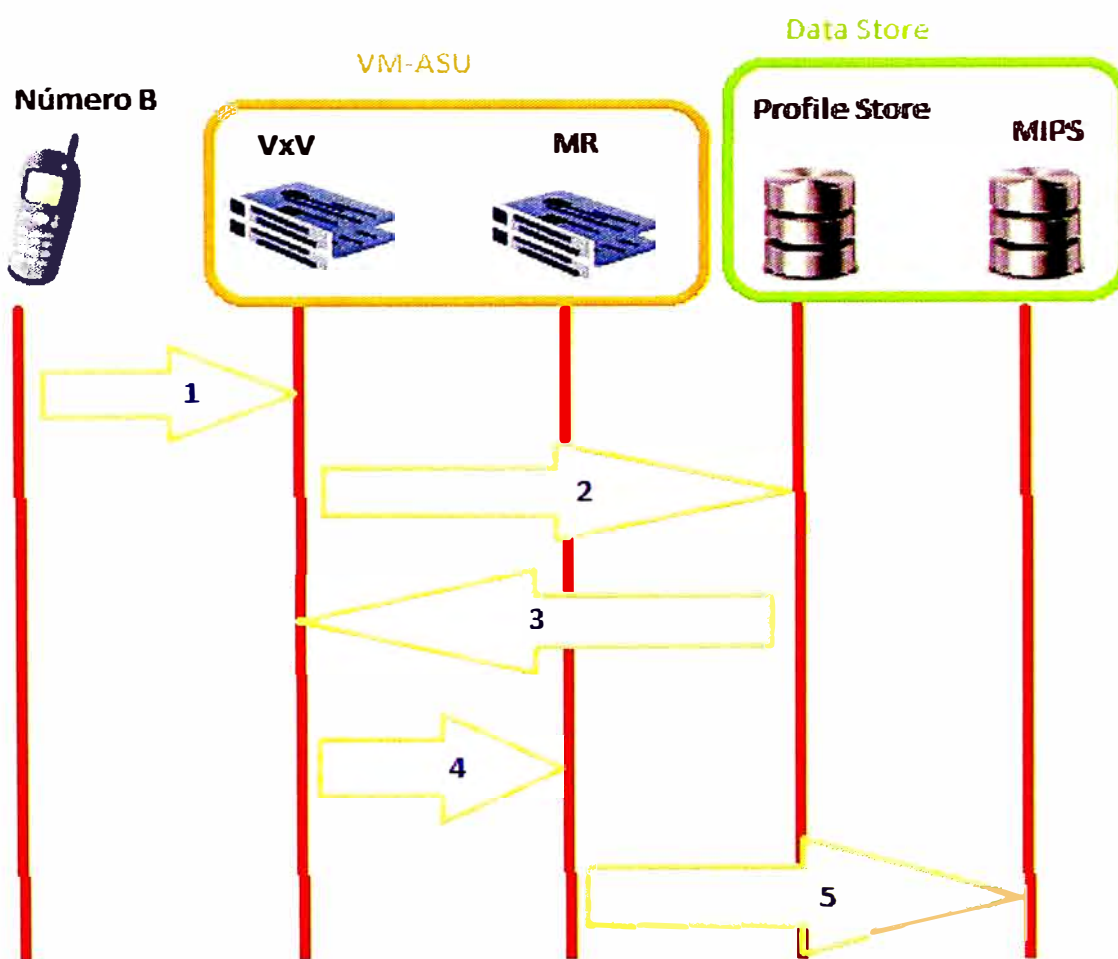 Data Store
VM-ASU
Número B
VxV
MR
Profile Store
MIPS
1
2
3
4
5